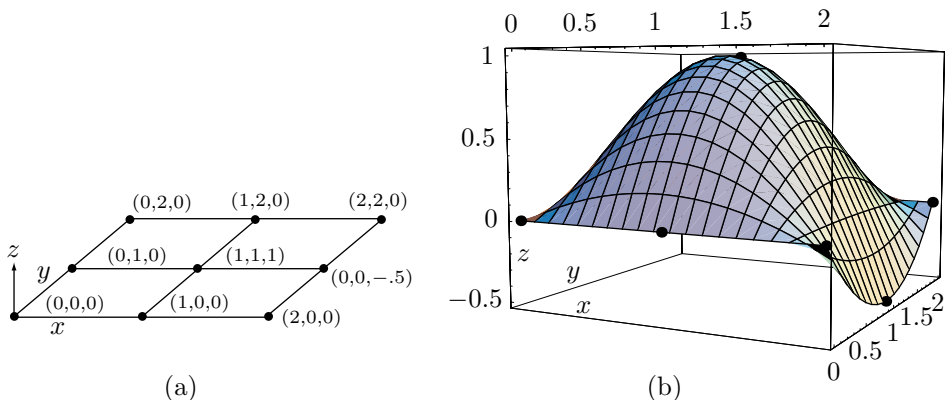 (0,2,0) (1,2,0) (2,2,0)
z
y (0,1,0) (1,1,1) (0,0,−.5)
(0,0,0) (1,0,0) (2,0,0)
x
(a)
0 0.5 1 1.5 2
1
0.5
0
−0.5
z
y
x
2
1.5
1
0.5
0
(b)